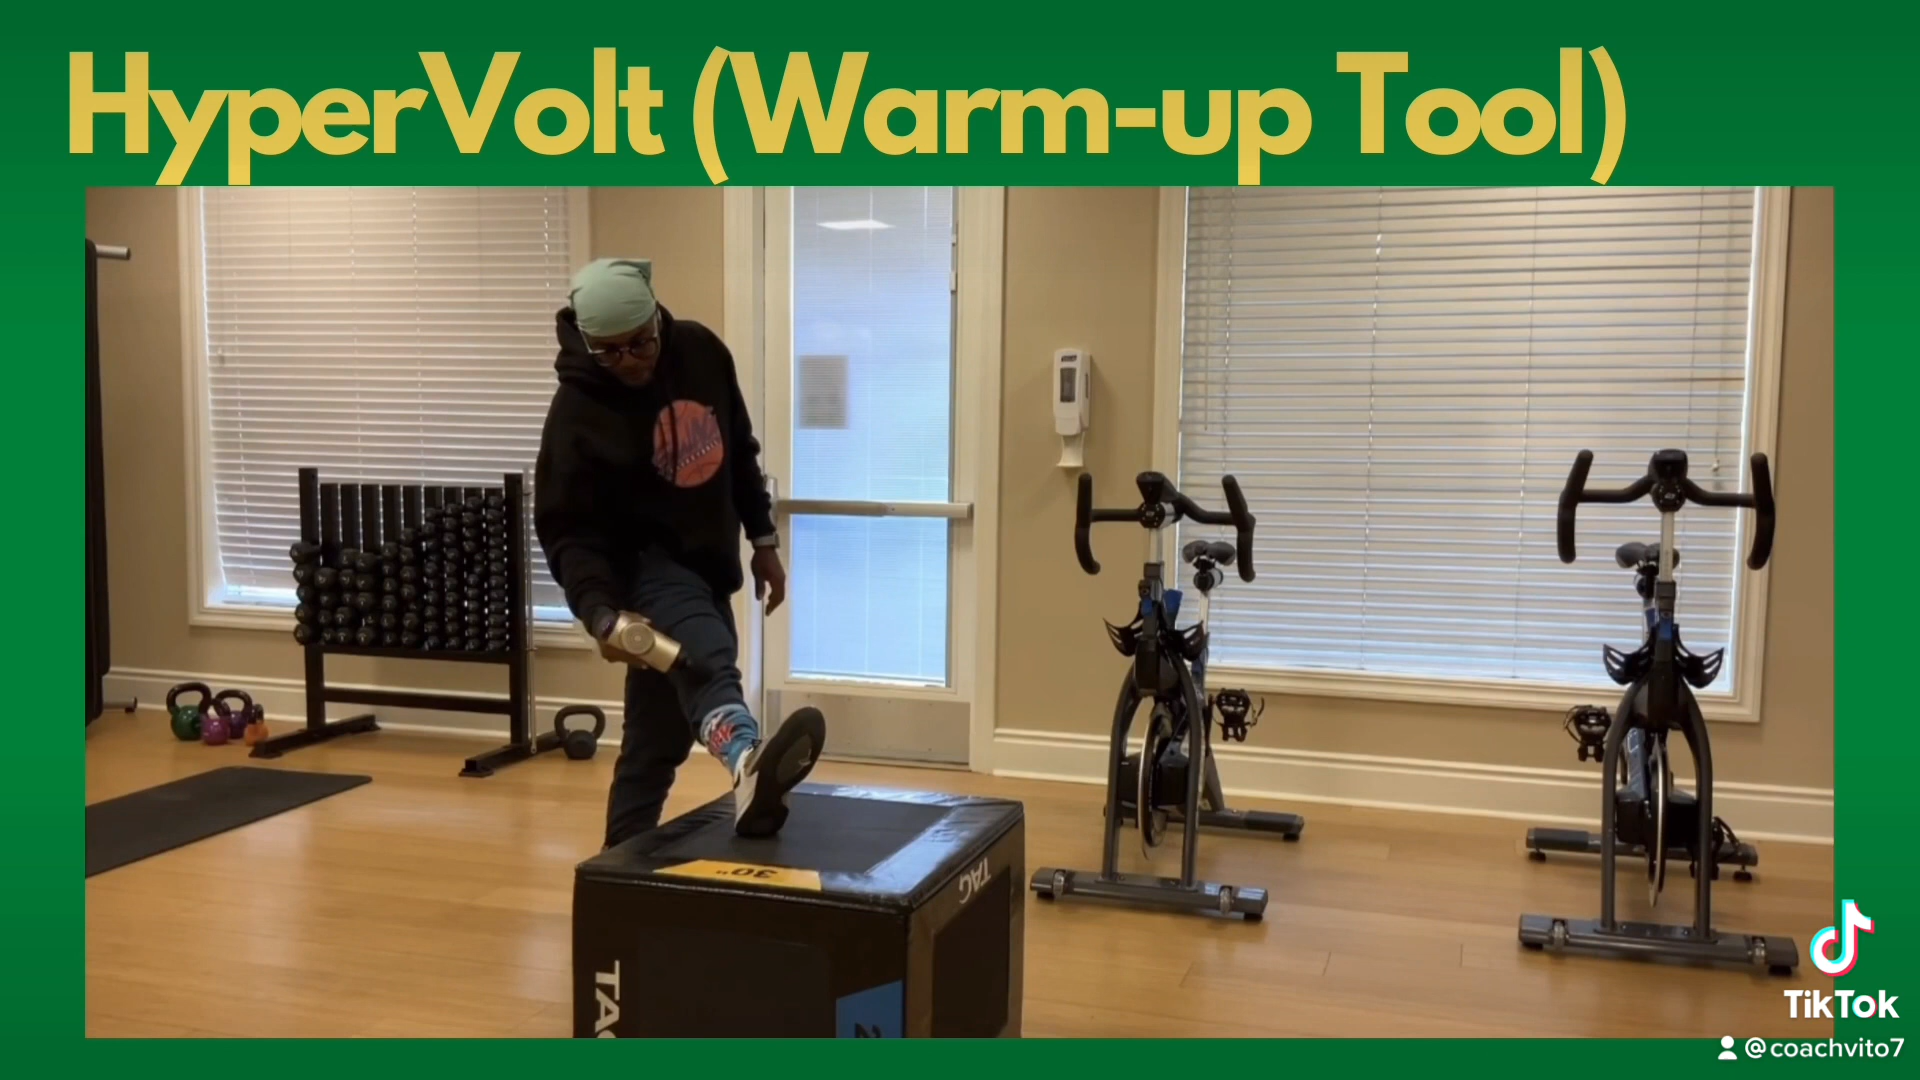 HyperVolt (Warm-up Tool)
30"
TAG
TikTok
@coachvito7